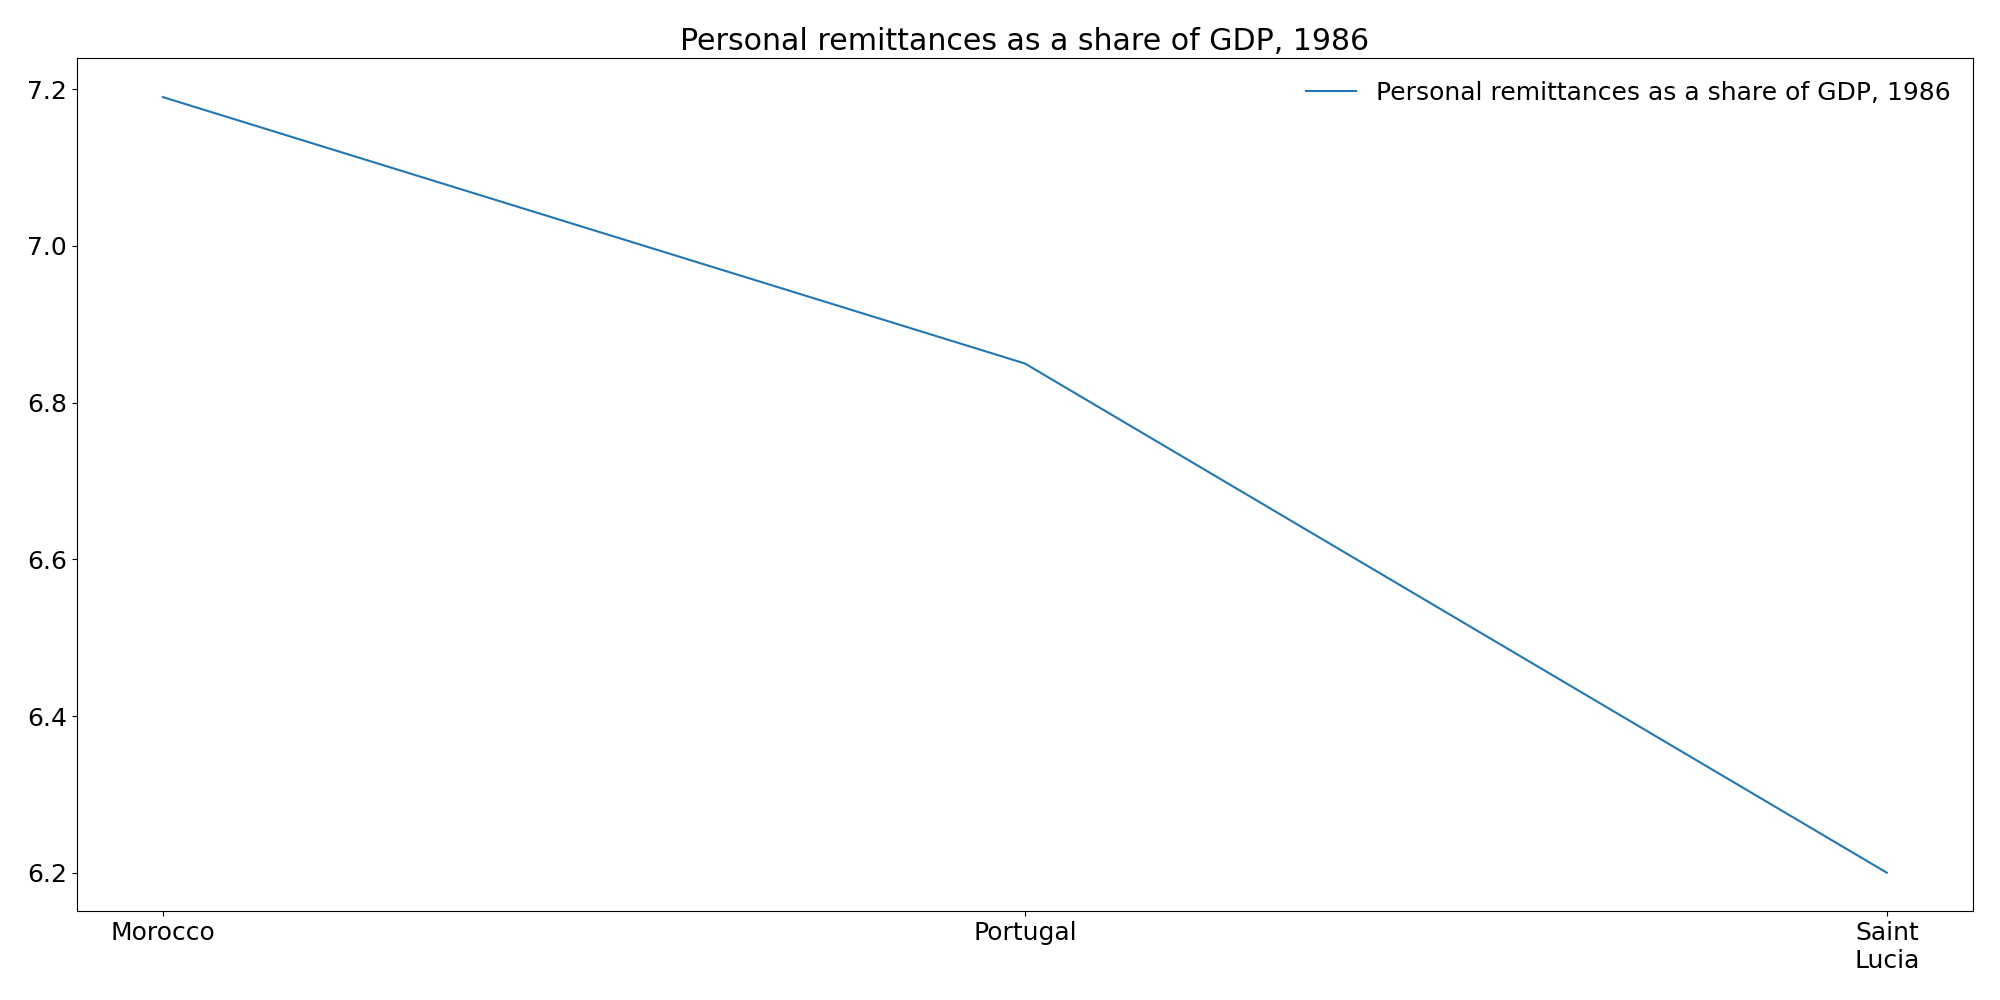 Personal remittances as a share of GDP, 1986
Personal remittances as a share of GDP, 1986
7.2
7.0
6.8
6.6
6.4
6.2
Morocco
Portugal
Saint
Lucia